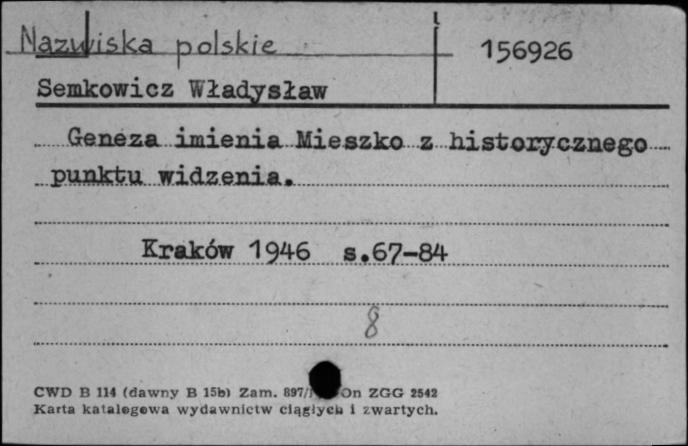 Nazwiska polskie 156926
Semkowicz Władysław
Geneza imienia Mieszko z historycznego
punktu widzenia.
Kraków 1946 s.67-84
8
CWD B 114 (dawny B 15b) Zam. 897/ On ZGG 2542
Karta katalogowa wydawnictw ciągłych i zwartych.